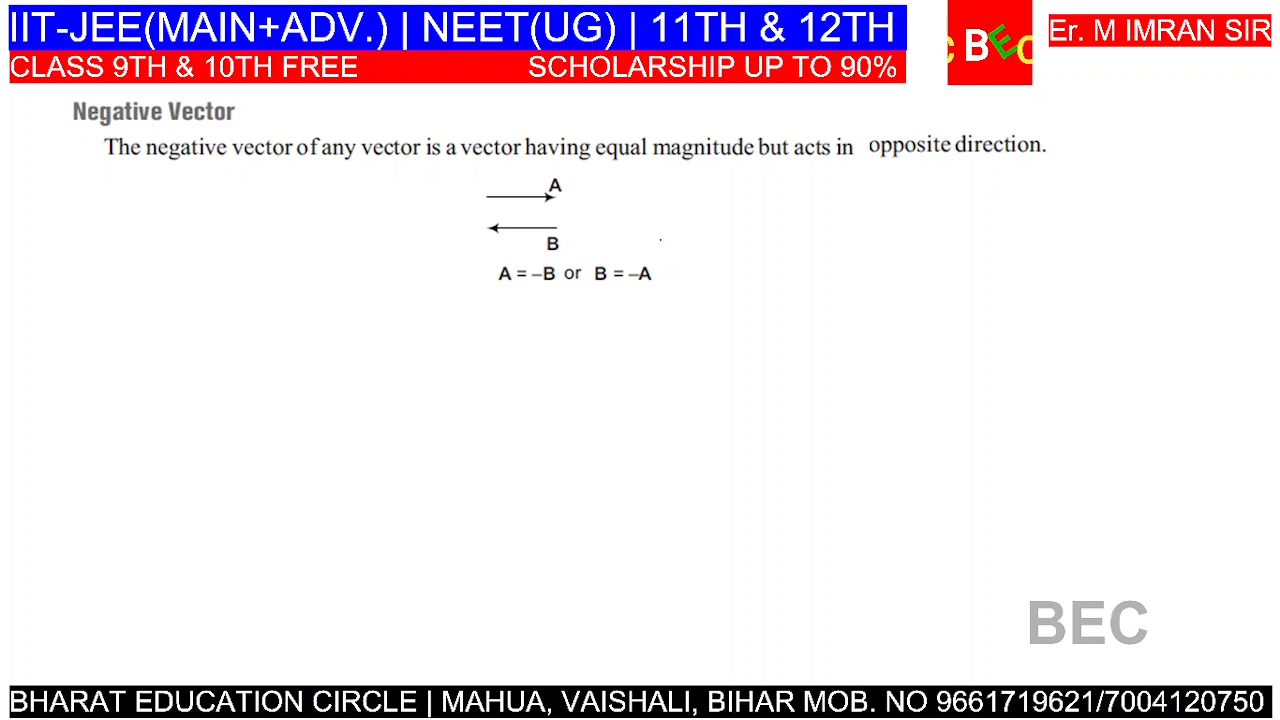 IIT-JEE(MAIN+ADV.) | NEET(UG) | 11TH & 12TH
CLASS 9TH & 10TH FREE SCHOLARSHIP UP TO 90%
C BEC
Er. M IMRAN SIR
Negative Vector
The negative vector of any vector is a vector having equal magnitude but acts in opposite direction.
A
B
A = –B or B = –A
BEC
BHARAT EDUCATION CIRCLE | MAHUA, VAISHALI, BIHAR MOB. NO 9661719621/7004120750